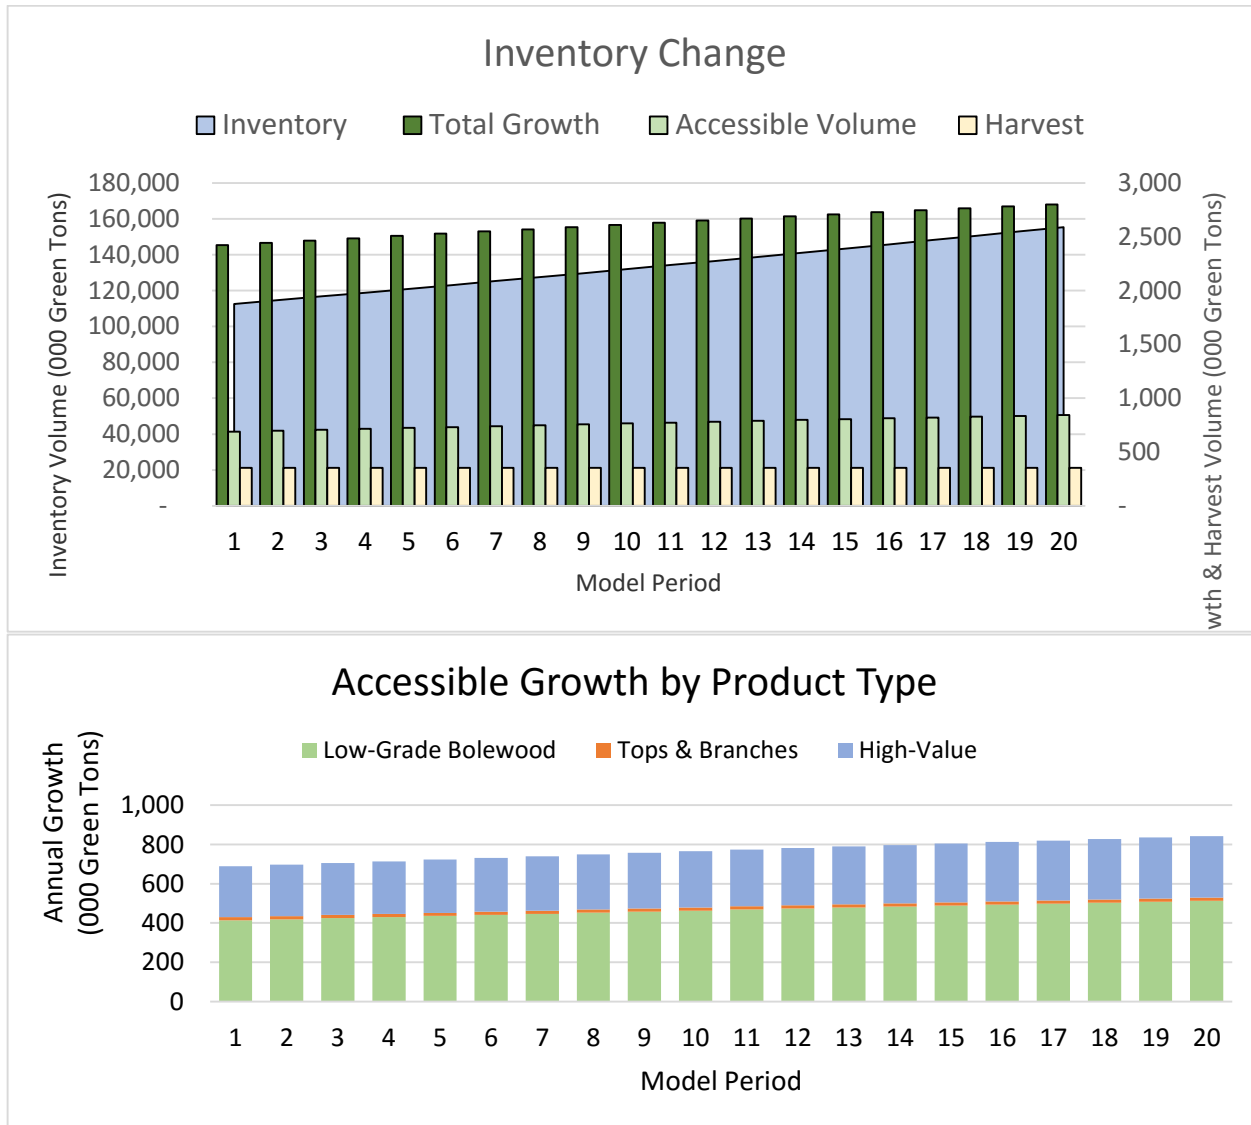 Inventory Change
Inventory Total Growth Accessible Volume Harvest
Inventory Volume (000 Green Tons)
180,000
160,000
140,000
120,000
100,000
80,000
60,000
40,000
20,000
-
3,000
2,500
2,000
1,500
1,000
500
-
wth & Harvest Volume (000 Green Tons)
1 2 3 4 5 6 7 8 9 10 11 12 13 14 15 16 17 18 19 20
Model Period
Accessible Growth by Product Type
Low-Grade Bolewood Tops & Branches High-Value
Annual Growth
(000 Green Tons)
1,000
800
600
400
200
0
1 2 3 4 5 6 7 8 9 10 11 12 13 14 15 16 17 18 19 20
Model Period